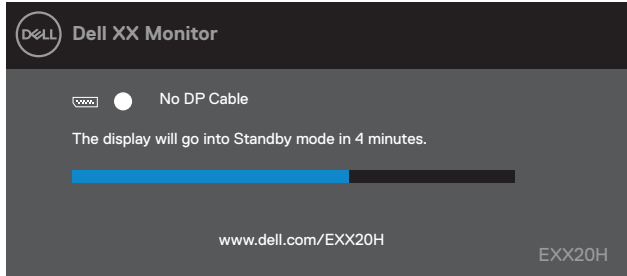 DELL
Dell XX Monitor
No DP Cable
The display will go into Standby mode in 4 minutes.
www.dell.com/EXX20H
EXX20H